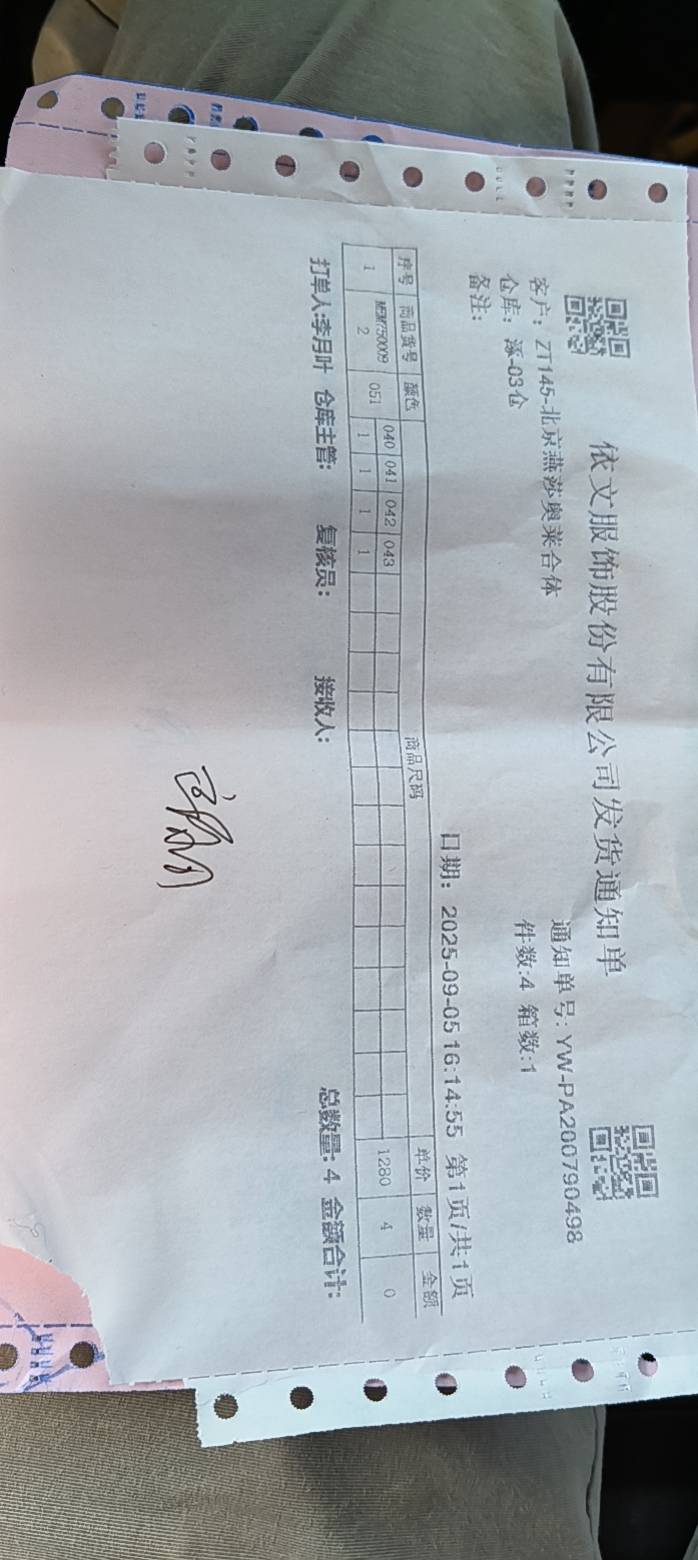 依文服饰股份有限公司发货通知单
客户: ZT145-北京燕莎奥莱合体
通知单号: YW-PA200790498
仓库: 涿-03仓
件数:4 箱数:1
备注:
日期: 2025-09-05 16:14:55 第1页/共1页
序号 商品货号 颜色 商品尺码 单价 数量 金额
040 041 042 043
1 MEM750009
2 051 1 1 1 1 1280 4 0
打单人:李月叶 仓库主管: 复核员: 接收人: 总数量: 4 金额合计: